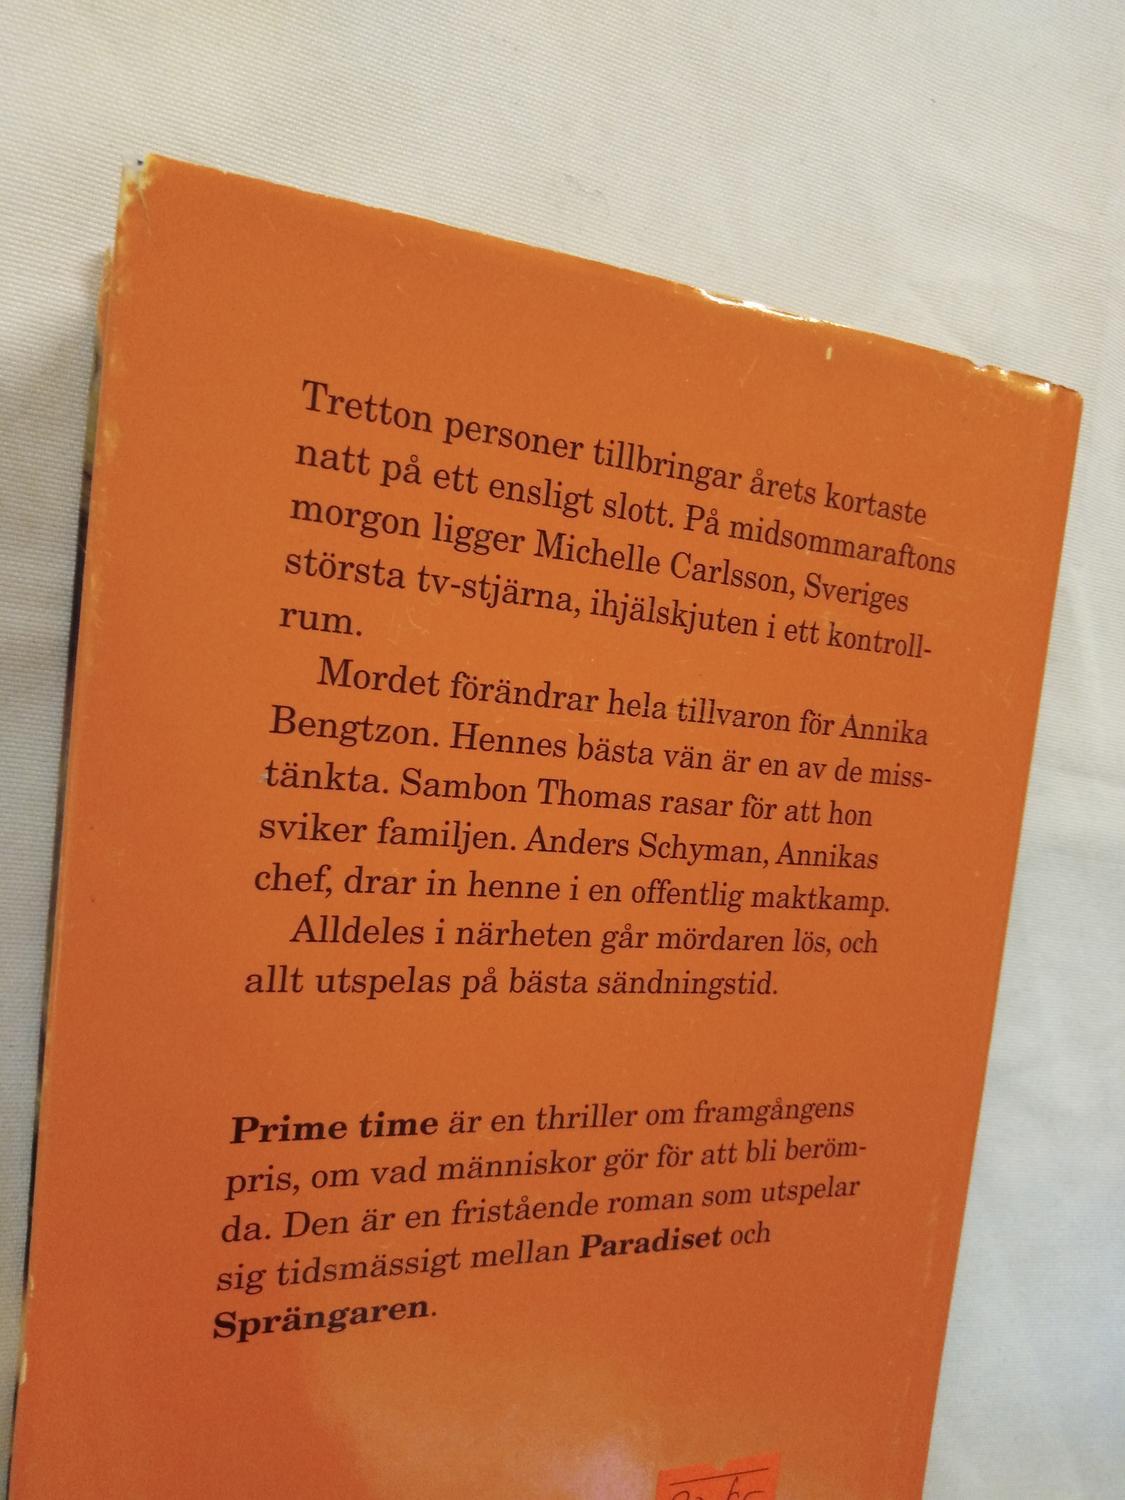 Tretton personer tillbringar årets kortaste
natt på ett ensligt slott. På midsommaraftons
morgon ligger Michelle Carlsson, Sveriges
största tv-stjärna, ihjälskjuten i ett kontroll-
rum.
Mordet förändrar hela tillvaron för Annika
Bengtzon. Hennes bästa vän är en av de miss-
tänkta. Sambon Thomas rasar för att hon
sviker familjen. Anders Schyman, Annikas
chef, drar in henne i en offentlig maktkamp.
Alldeles i närheten går mördaren lös, och
allt utspelas på bästa sändningstid.
Prime time är en thriller om framgångens
pris, om vad människor gör för att bli beröm-
da. Den är en fristående roman som utspelar
sig tidsmässigt mellan Paradiset och
Sprängaren.